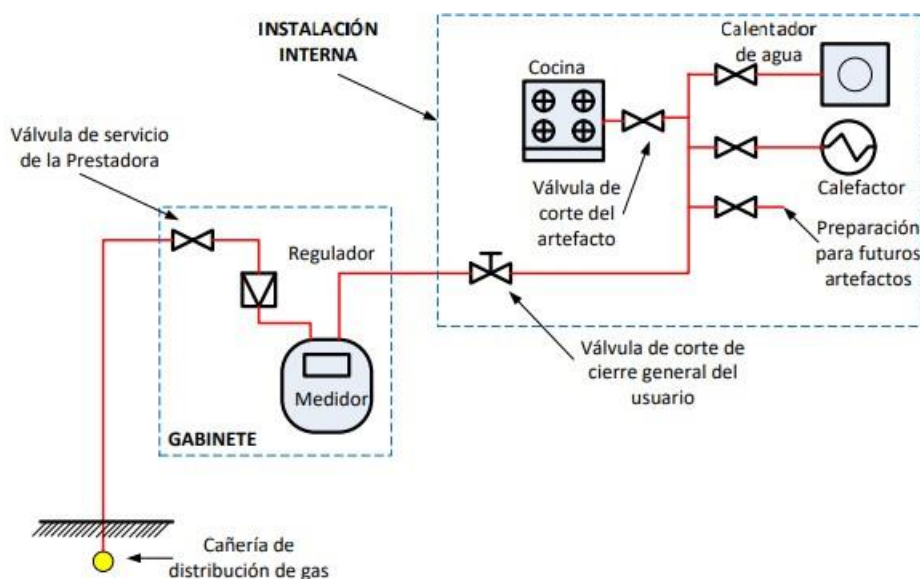 INSTALACIÓN
INTERNA
Calentador
de agua
Cocina
Válvula de servicio
de la Prestadora
Válvula de
corte del
artefacto
Calefactor
Regulador
Preparación
para futuros
artefactos
Medidor
Válvula de corte de
cierre general del
usuario
GABINETE
Cañería de
distribución de gas